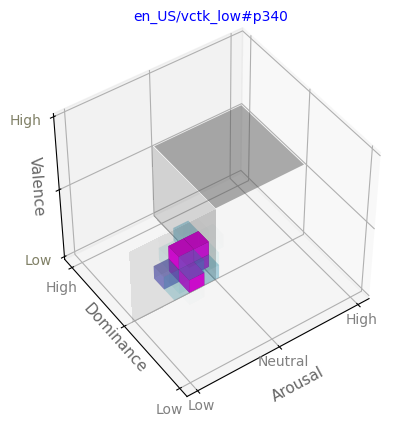 en_US/vctk_low#p340
High
Valence
Low
High
Dominance
Low
Low
Neutral
Arousal
High